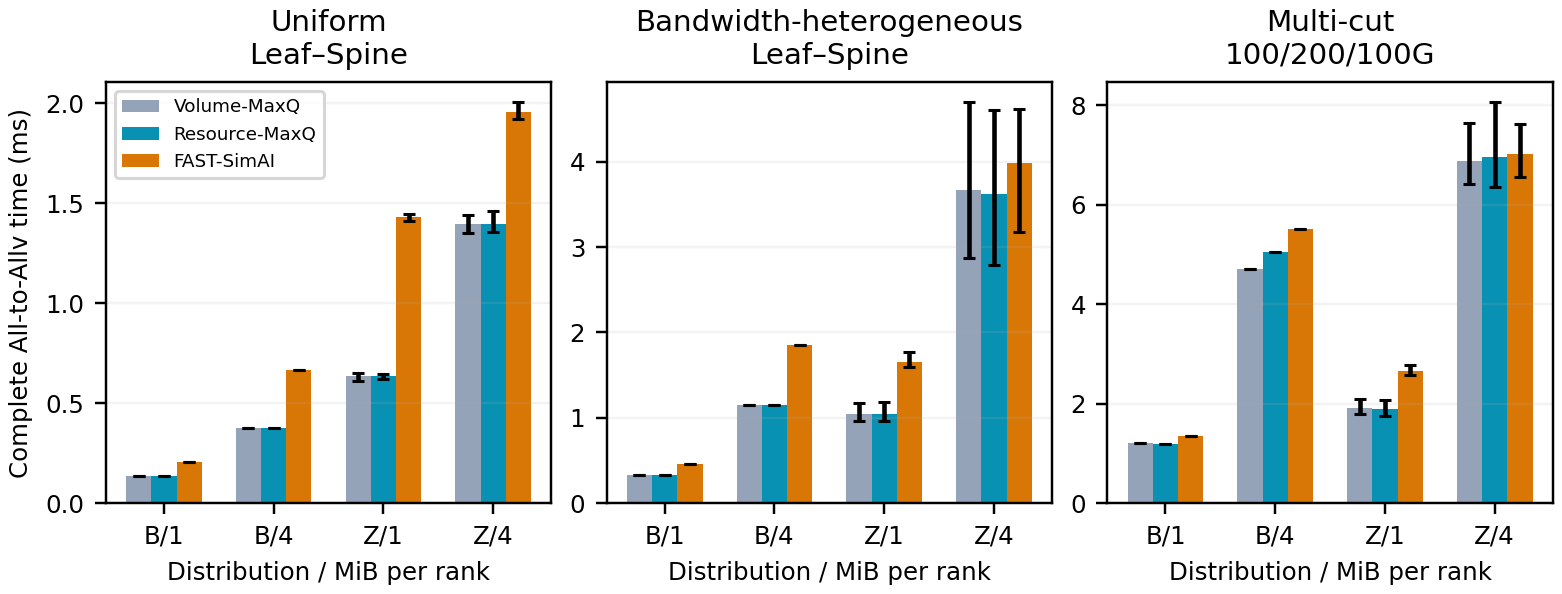 Uniform
Leaf–Spine
Bandwidth-heterogeneous
Leaf–Spine
Multi-cut
100/200/100G
Complete All-to-Allv time (ms)
2.0
1.5
1.0
0.5
0.0
Volume-MaxQ
Resource-MaxQ
FAST-SimAI
B/1 B/4 Z/1 Z/4
Distribution / MiB per rank
4
3
2
1
0
B/1 B/4 Z/1 Z/4
Distribution / MiB per rank
8
6
4
2
0
B/1 B/4 Z/1 Z/4
Distribution / MiB per rank